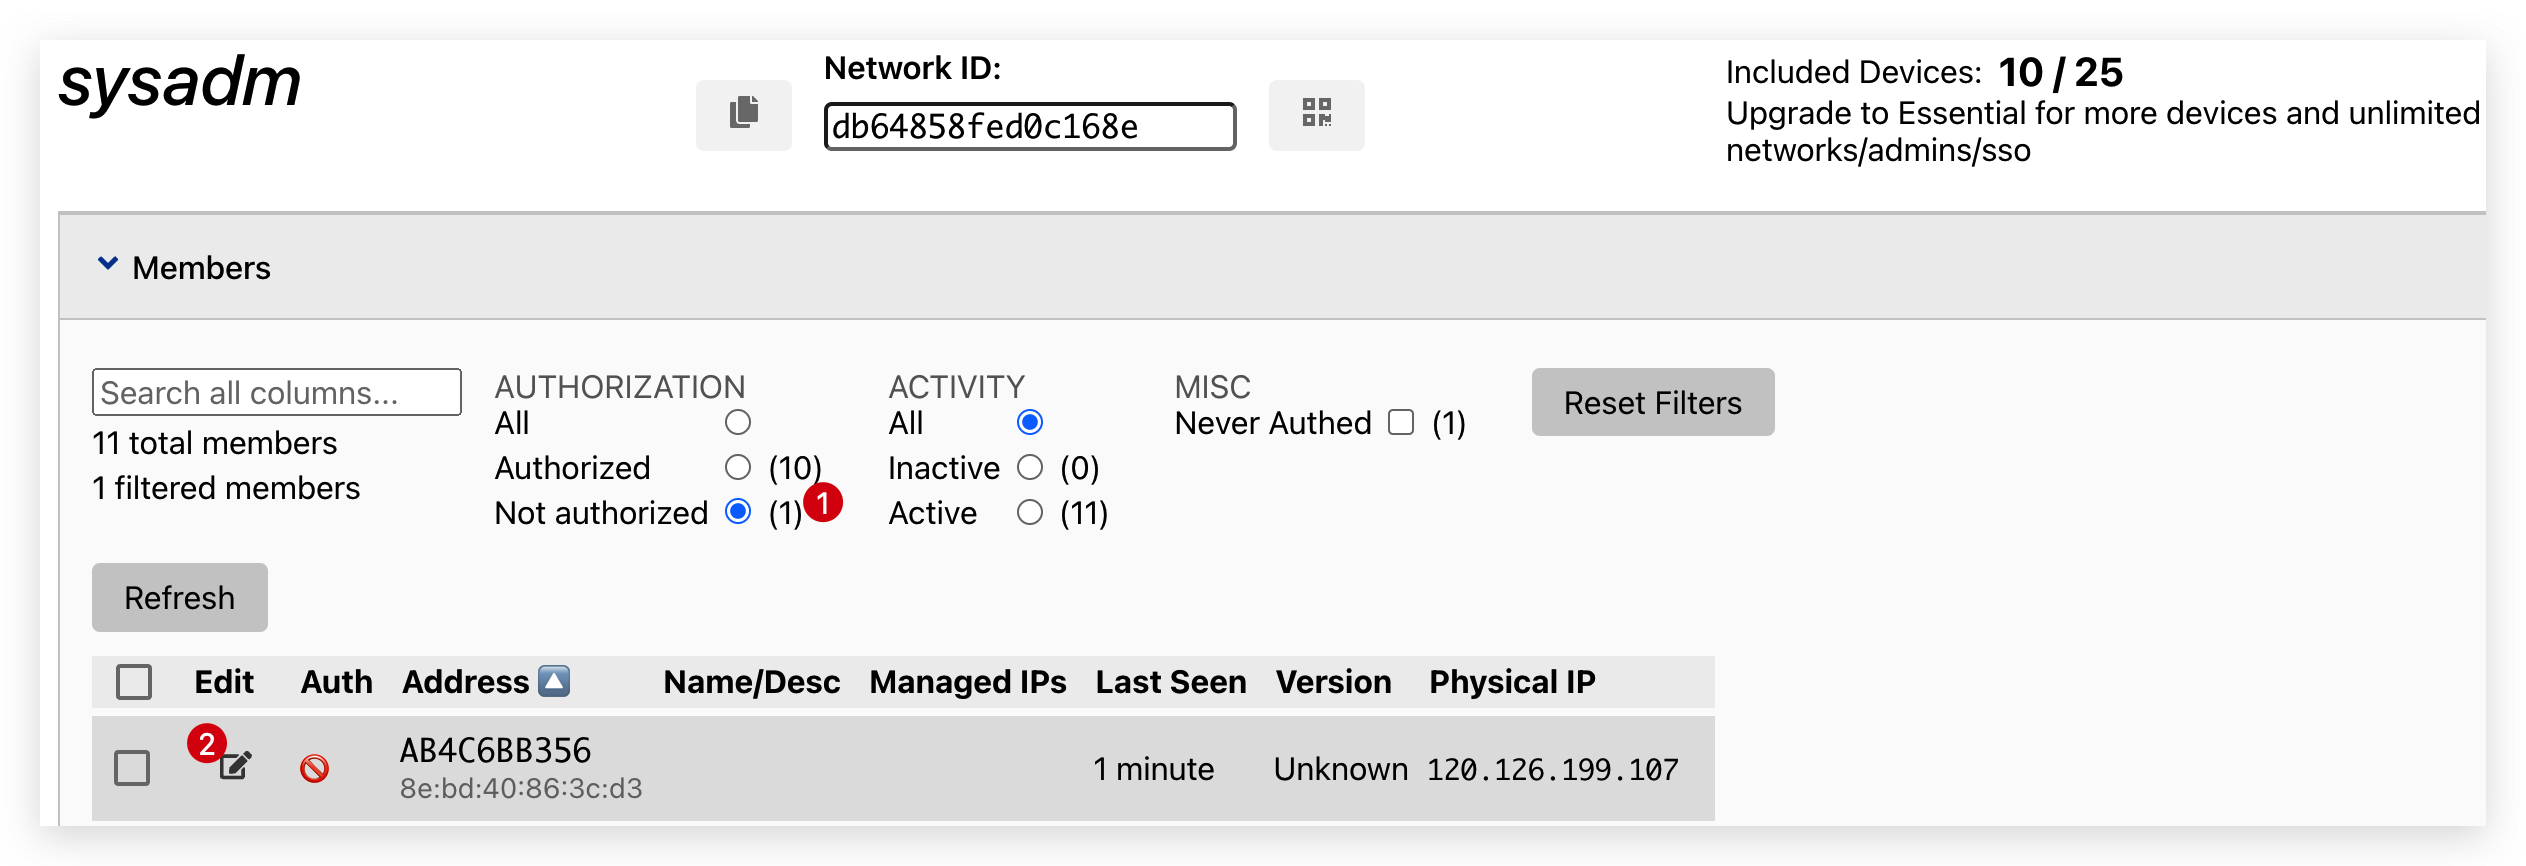 sysadm
Network ID:
db64858fed0c168e
Included Devices: 10 / 25
Upgrade to Essential for more devices and unlimited
networks/admins/sso
Members
Search all columns...
11 total members
1 filtered members
AUTHORIZATION
All
Authorized (10)
Not authorized (1) 1
ACTIVITY
All
Inactive (0)
Active (11)
MISC
Never Authed (1)
Reset Filters
Refresh
Edit Auth Address Name/Desc Managed IPs Last Seen Version Physical IP
2 AB4C6BB356 1 minute Unknown 120.126.199.107
8e:bd:40:86:3c:d3